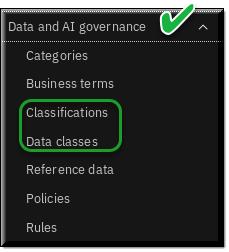 Data and AI governance
Categories
Business terms
Classifications
Data classes
Reference data
Policies
Rules